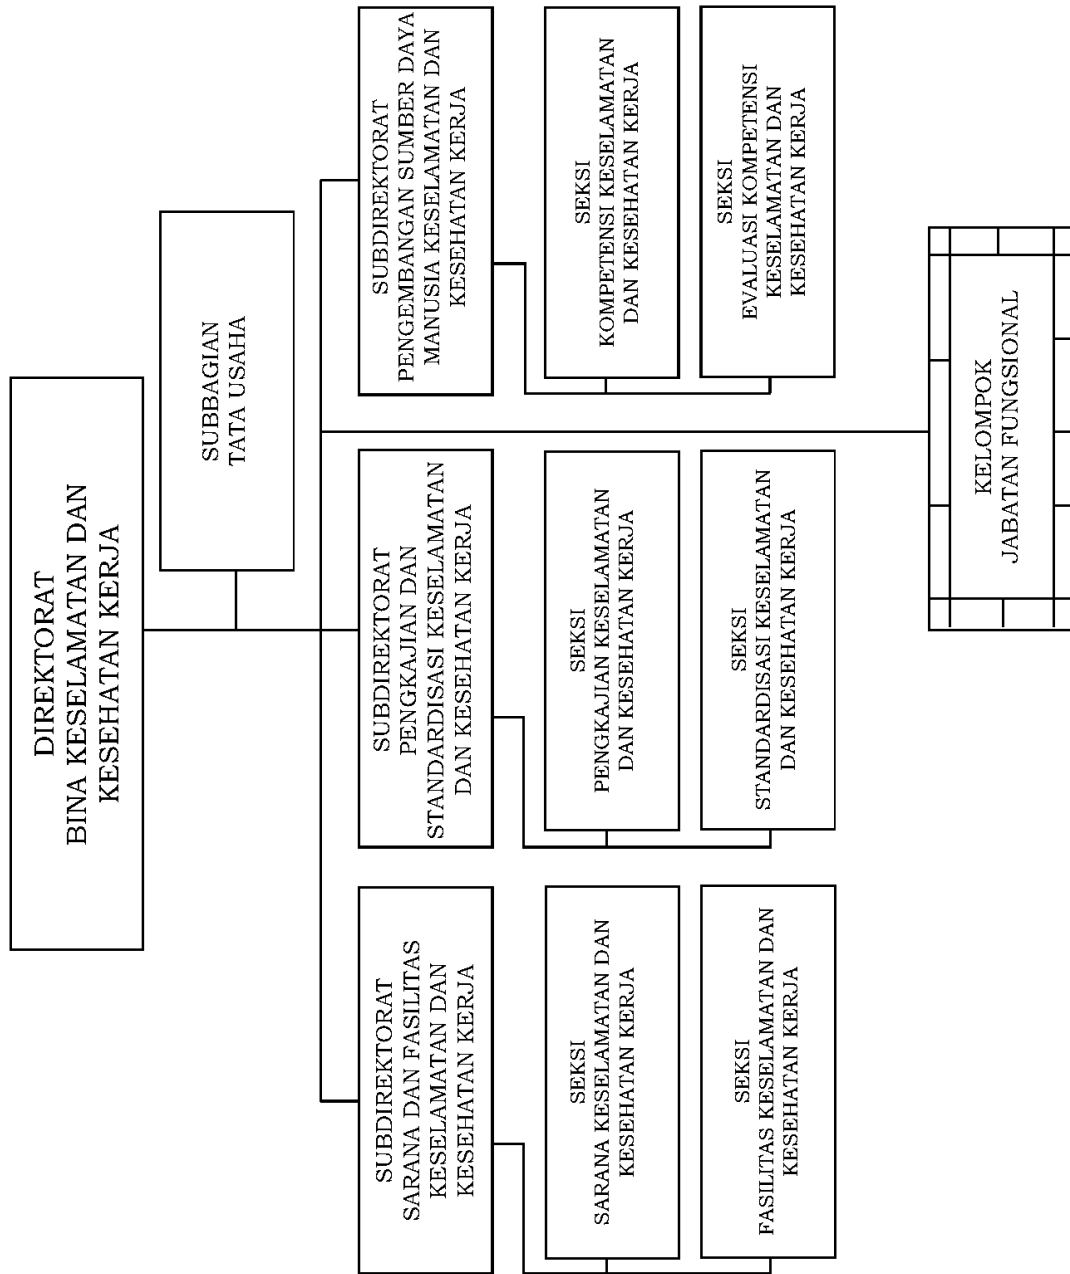 DIREKTORAT
BINA KESELAMATAN DAN
KESEHATAN KERJA
SUBBAGIAN
TATA USAHA
SUBDIREKTORAT
SARANA DAN FASILITAS
KESELAMATAN DAN
KESEHATAN KERJA
SUBDIREKTORAT
PENGKAJIAN DAN
STANDARDISASI KESELAMATAN
DAN KESEHATAN KERJA
SUBDIREKTORAT
PENGEMBANGAN SUMBER DAYA
MANUSIA KESELAMATAN DAN
KESEHATAN KERJA
SEKSI
SARANA KESELAMATAN DAN
KESEHATAN KERJA
SEKSI
PENGKAJIAN KESELAMATAN
DAN KESEHATAN KERJA
SEKSI
KOMPETENSI KESELAMATAN
DAN KESEHATAN KERJA
SEKSI
FASILITAS KESELAMATAN DAN
KESEHATAN KERJA
SEKSI
STANDARDISASI KESELAMATAN
DAN KESEHATAN KERJA
SEKSI
EVALUASI KOMPETENSI
KESELAMATAN DAN
KESEHATAN KERJA
KELOMPOK
JABATAN FUNGSIONAL